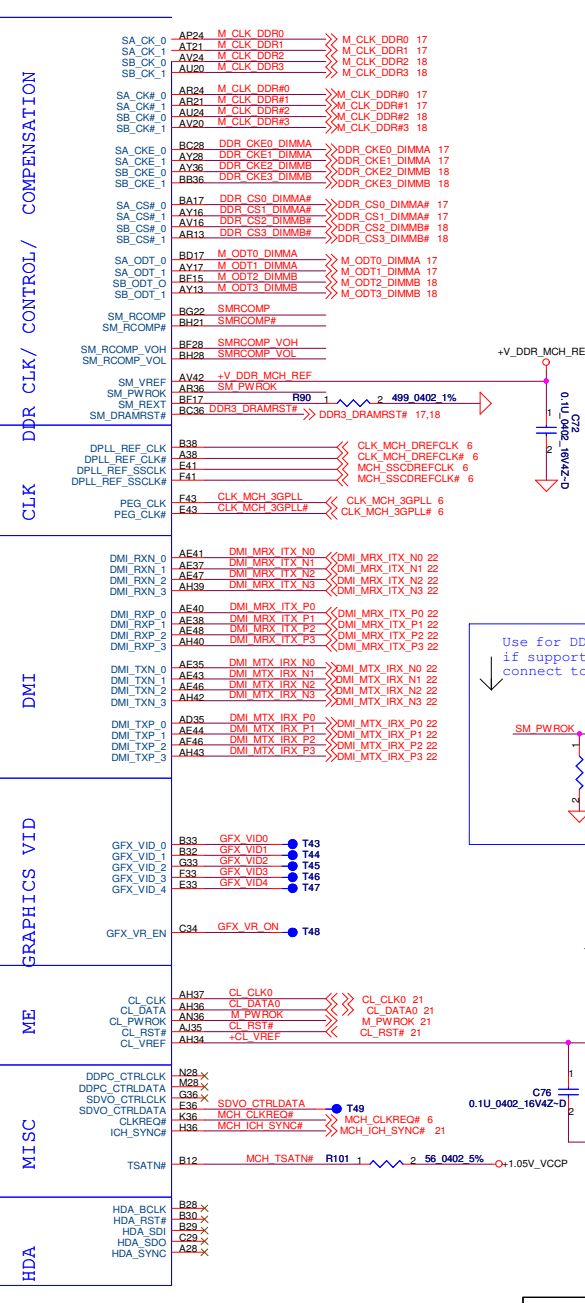 DDR CLK/ CONTROL/ COMPENSATION
SA_CK_0 AP24 M_CLK_DDR0 M_CLK_DDR0 17
SA_CK_1 AT21 M_CLK_DDR1 M_CLK_DDR1 17
SB_CK_0 AV24 M_CLK_DDR2 M_CLK_DDR2 18
SB_CK_1 AU20 M_CLK_DDR3 M_CLK_DDR3 18
SA_CK#_0 AR24 M_CLK_DDR#0 M_CLK_DDR#0 17
SA_CK#_1 AR21 M_CLK_DDR#1 M_CLK_DDR#1 17
SB_CK#_0 AU24 M_CLK_DDR#2 M_CLK_DDR#2 18
SB_CK#_1 AV20 M_CLK_DDR#3 M_CLK_DDR#3 18
SA_CKE_0 BC28 DDR_CKE0_DIMMA DDR_CKE0_DIMMA 17
SA_CKE_1 AY28 DDR_CKE1_DIMMA DDR_CKE1_DIMMA 17
SB_CKE_0 AY36 DDR_CKE2_DIMMB DDR_CKE2_DIMMB 18
SB_CKE_1 BB36 DDR_CKE3_DIMMB DDR_CKE3_DIMMB 18
SA_CS#_0 BA17 DDR_CS0_DIMMA# DDR_CS0_DIMMA# 17
SA_CS#_1 AY16 DDR_CS1_DIMMA# DDR_CS1_DIMMA# 17
SB_CS#_0 AV16 DDR_CS2_DIMMB# DDR_CS2_DIMMB# 18
SB_CS#_1 AR13 DDR_CS3_DIMMB# DDR_CS3_DIMMB# 18
SA_ODT_0 BD17 M_ODT0_DIMMA M_ODT0_DIMMA 17
SA_ODT_1 AY17 M_ODT1_DIMMA M_ODT1_DIMMA 17
SB_ODT_O BF15 M_ODT2_DIMMB M_ODT2_DIMMB 18
SB_ODT_1 AY13 M_ODT3_DIMMB M_ODT3_DIMMB 18
SM_RCOMP BG22 SMRCOMP
SM_RCOMP# BH21 SMRCOMP#
SM_RCOMP_VOH BF28 SMRCOMP_VOH
SM_RCOMP_VOL BH28 SMRCOMP_VOL
+V_DDR_MCH_RE
SM_VREF AV42 +V_DDR_MCH_REF
SM_PWROK AR36 SM_PWROK
SM_REXT BF17 R90 1 2 499_0402_1%
SM_DRAMRST# BC36 DDR3_DRAMRST# DDR3_DRAMRST# 17,18
1
2
C72
0.1U_0402_16V4Z~D
CLK
DPLL_REF_CLK B38 CLK_MCH_DREFCLK 6
DPLL_REF_CLK# A38 CLK_MCH_DREFCLK# 6
DPLL_REF_SSCLK E41 MCH_SSCDREFCLK 6
DPLL_REF_SSCLK# F41 MCH_SSCDREFCLK# 6
PEG_CLK F43 CLK_MCH_3GPLL CLK_MCH_3GPLL 6
PEG_CLK# E43 CLK_MCH_3GPLL# CLK_MCH_3GPLL# 6
DMI
DMI_RXN_0 AE41 DMI_MRX_ITX_N0 DMI_MRX_ITX_N0 22
DMI_RXN_1 AE37 DMI_MRX_ITX_N1 DMI_MRX_ITX_N1 22
DMI_RXN_2 AE47 DMI_MRX_ITX_N2 DMI_MRX_ITX_N2 22
DMI_RXN_3 AH39 DMI_MRX_ITX_N3 DMI_MRX_ITX_N3 22
DMI_RXP_0 AE40 DMI_MRX_ITX_P0 DMI_MRX_ITX_P0 22
DMI_RXP_1 AE38 DMI_MRX_ITX_P1 DMI_MRX_ITX_P1 22
DMI_RXP_2 AE48 DMI_MRX_ITX_P2 DMI_MRX_ITX_P2 22
DMI_RXP_3 AH40 DMI_MRX_ITX_P3 DMI_MRX_ITX_P3 22
DMI_TXN_0 AE35 DMI_MTX_IRX_N0 DMI_MTX_IRX_N0 22
DMI_TXN_1 AE43 DMI_MTX_IRX_N1 DMI_MTX_IRX_N1 22
DMI_TXN_2 AE46 DMI_MTX_IRX_N2 DMI_MTX_IRX_N2 22
DMI_TXN_3 AH42 DMI_MTX_IRX_N3 DMI_MTX_IRX_N3 22
DMI_TXP_0 AD35 DMI_MTX_IRX_P0 DMI_MTX_IRX_P0 22
DMI_TXP_1 AE44 DMI_MTX_IRX_P1 DMI_MTX_IRX_P1 22
DMI_TXP_2 AF46 DMI_MTX_IRX_P2 DMI_MTX_IRX_P2 22
DMI_TXP_3 AH43 DMI_MTX_IRX_P3 DMI_MTX_IRX_P3 22
Use for DD
if support
connect to
SM_PWROK
1
2
GRAPHICS VID
GFX_VID_0 B33 GFX_VID0 T43
GFX_VID_1 B32 GFX_VID1 T44
GFX_VID_2 G33 GFX_VID2 T45
GFX_VID_3 F33 GFX_VID3 T46
GFX_VID_4 E33 GFX_VID4 T47
GFX_VR_EN C34 GFX_VR_ON T48
ME
CL_CLK AH37 CL_CLK0 CL_CLK0 21
CL_DATA AH36 CL_DATA0 CL_DATA0 21
CL_PWROK AN36 M_PWROK M_PWROK 21
CL_RST# AJ35 CL_RST# CL_RST# 21
CL_VREF AH34 +CL_VREF
MISC
DDPC_CTRLCLK N28
DDPC_CTRLDATA M28
SDVO_CTRLCLK G36
SDVO_CTRLDATA E36 SDVO_CTRLDATA T49
CLKREQ# K36 MCH_CLKREQ# MCH_CLKREQ# 6
ICH_SYNC# H36 MCH_ICH_SYNC# MCH_ICH_SYNC# 21
TSATN# B12 MCH_TSATN# R101 1 2 56_0402_5% +1.05V_VCCP
1
C76
0.1U_0402_16V4Z~D
2
HDA
HDA_BCLK B28
HDA_RST# B30
HDA_SDI B29
HDA_SDO C29
HDA_SYNC A28